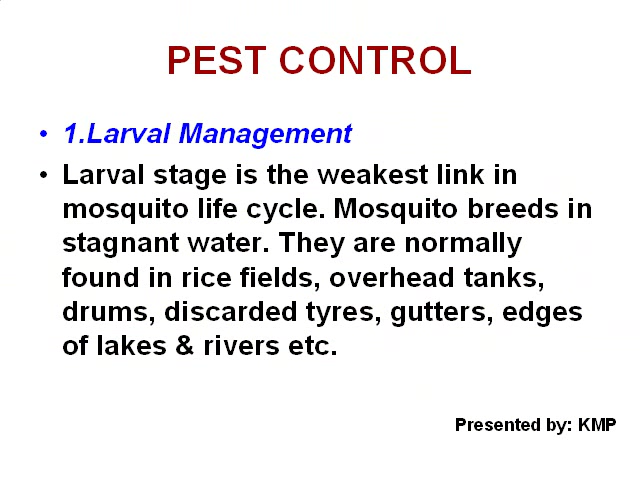 PEST CONTROL
• 1.Larval Management
• Larval stage is the weakest link in
mosquito life cycle. Mosquito breeds in
stagnant water. They are normally
found in rice fields, overhead tanks,
drums, discarded tyres, gutters, edges
of lakes & rivers etc.
Presented by: KMP